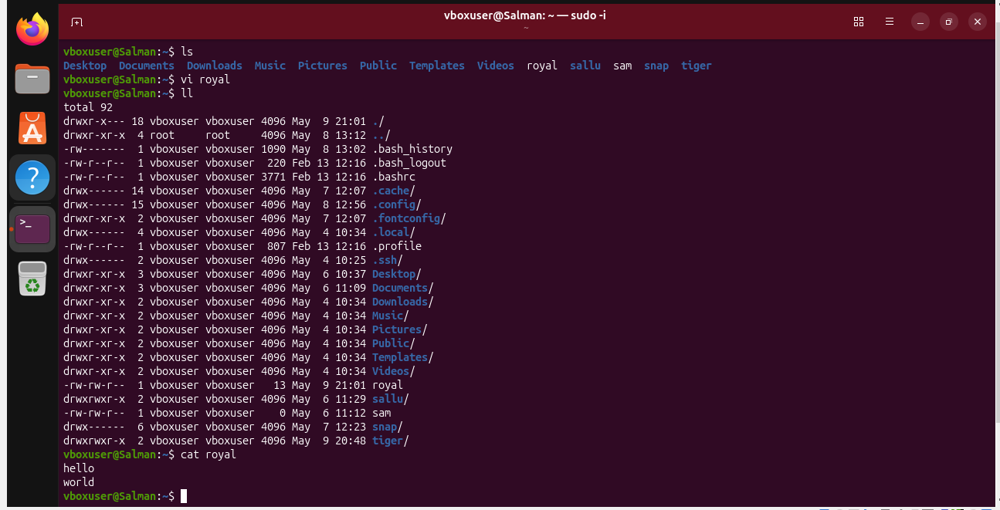 vboxuser@Salman: ~ — sudo -i
~
vboxuser@Salman:~$ ls
Desktop  Documents  Downloads  Music  Pictures  Public  Templates  Videos  royal  sallu  sam  snap  tiger
vboxuser@Salman:~$ vi royal
vboxuser@Salman:~$ ll
total 92
drwxr-x--- 18 vboxuser vboxuser 4096 May  9 21:01 ./
drwxr-xr-x  4 root     root     4096 May  8 13:12 ../
-rw-------  1 vboxuser vboxuser 1090 May  8 13:02 .bash_history
-rw-r--r--  1 vboxuser vboxuser  220 Feb 13 12:16 .bash_logout
-rw-r--r--  1 vboxuser vboxuser 3771 Feb 13 12:16 .bashrc
drwx------ 14 vboxuser vboxuser 4096 May  7 12:07 .cache/
drwx------ 15 vboxuser vboxuser 4096 May  8 12:56 .config/
drwxr-xr-x  2 vboxuser vboxuser 4096 May  7 12:07 .fontconfig/
drwx------  4 vboxuser vboxuser 4096 May  4 10:34 .local/
-rw-r--r--  1 vboxuser vboxuser  807 Feb 13 12:16 .profile
drwx------  2 vboxuser vboxuser 4096 May  4 10:25 .ssh/
drwxr-xr-x  3 vboxuser vboxuser 4096 May  6 10:37 Desktop/
drwxr-xr-x  3 vboxuser vboxuser 4096 May  6 11:09 Documents/
drwxr-xr-x  2 vboxuser vboxuser 4096 May  4 10:34 Downloads/
drwxr-xr-x  2 vboxuser vboxuser 4096 May  4 10:34 Music/
drwxr-xr-x  2 vboxuser vboxuser 4096 May  4 10:34 Pictures/
drwxr-xr-x  2 vboxuser vboxuser 4096 May  4 10:34 Public/
drwxr-xr-x  2 vboxuser vboxuser 4096 May  4 10:34 Templates/
drwxr-xr-x  2 vboxuser vboxuser 4096 May  4 10:34 Videos/
-rw-rw-r--  1 vboxuser vboxuser   13 May  9 21:01 royal
drwxrwxr-x  2 vboxuser vboxuser 4096 May  6 11:29 sallu/
-rw-rw-r--  1 vboxuser vboxuser    0 May  6 11:12 sam
drwx------  6 vboxuser vboxuser 4096 May  7 12:23 snap/
drwxrwxr-x  2 vboxuser vboxuser 4096 May  9 20:48 tiger/
vboxuser@Salman:~$ cat royal
hello
world
vboxuser@Salman:~$